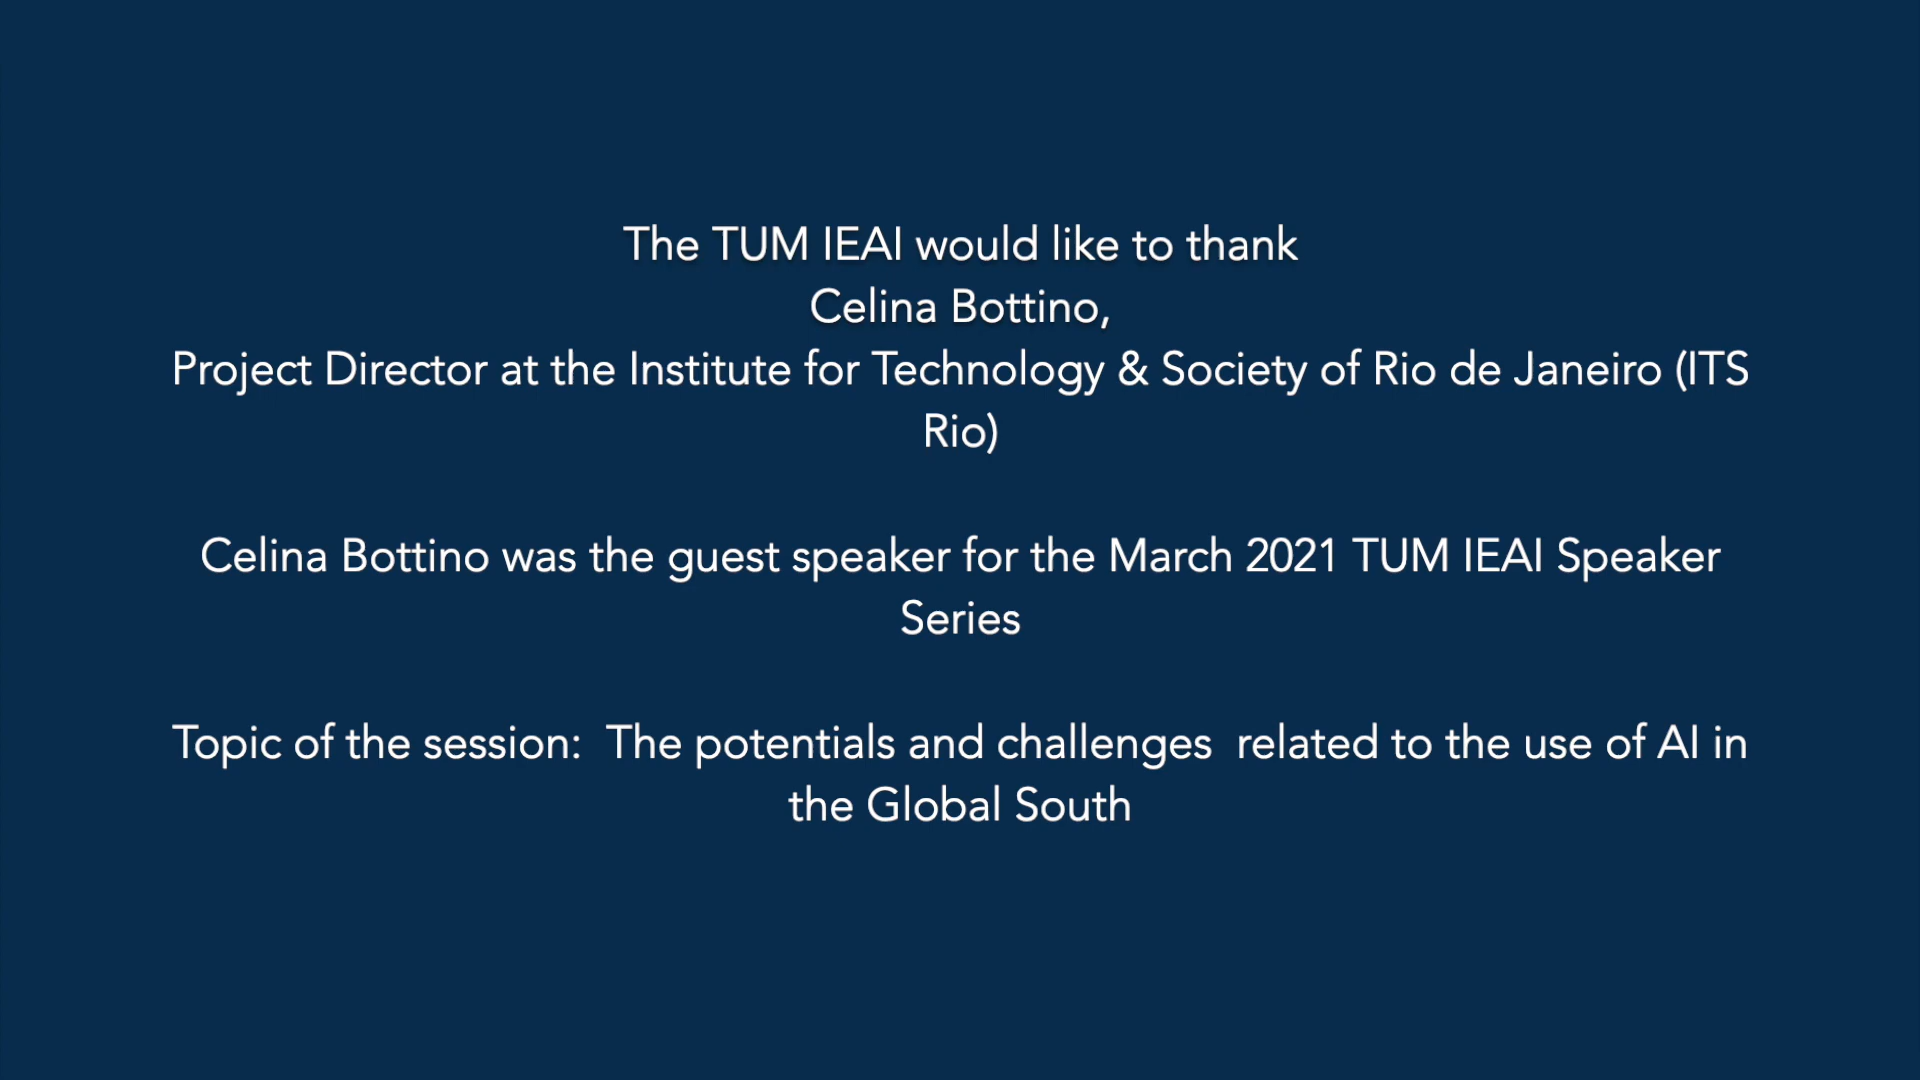 The TUM IEAI would like to thank
Celina Bottino,
Project Director at the Institute for Technology & Society of Rio de Janeiro (ITS
Rio)
Celina Bottino was the guest speaker for the March 2021 TUM IEAI Speaker
Series
Topic of the session:  The potentials and challenges  related to the use of AI in
the Global South